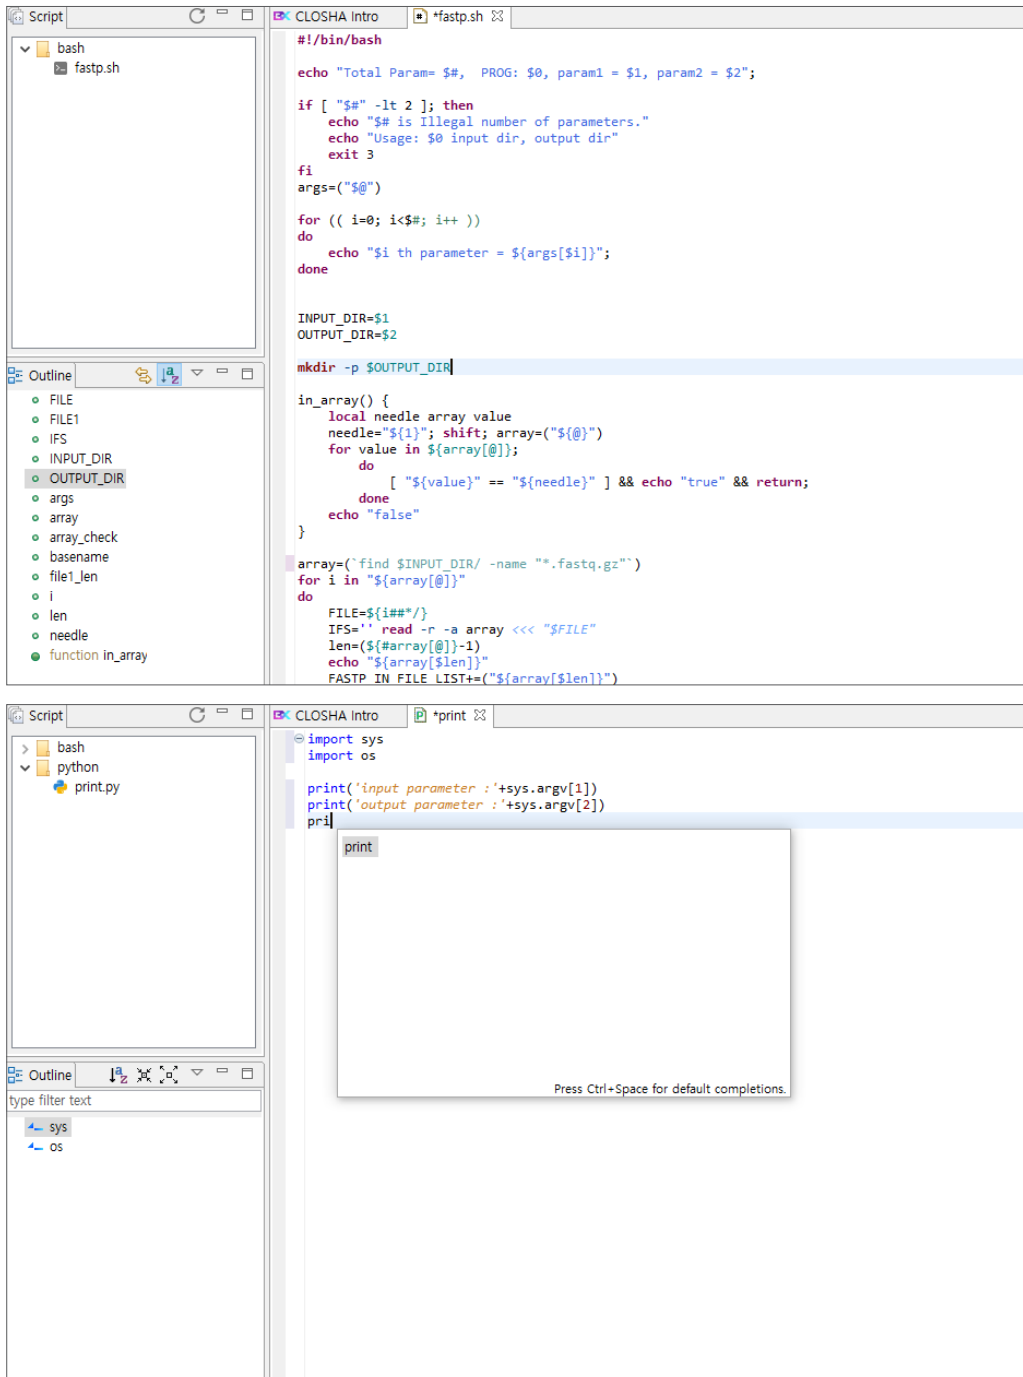 Script
CLOSHA Intro
*fastp.sh
bash
fastp.sh
#!/bin/bash
echo "Total Param= $#,  PROG: $0, param1 = $1, param2 = $2";
if [ "$#" -lt 2 ]; then
    echo "$# is Illegal number of parameters."
    echo "Usage: $0 input dir, output dir"
    exit 3
fi
args=("$@")
for (( i=0; i<$#; i++ ))
do
    echo "$i th parameter = ${args[$i]}";
done
INPUT_DIR=$1
OUTPUT_DIR=$2
mkdir -p $OUTPUT_DIR
in_array() {
    local needle array value
    needle="${1}"; shift; array=("${@}")
    for value in ${array[@]};
        do
            [ "${value}" == "${needle}" ] && echo "true" && return;
        done
    echo "false"
}
array=(`find $INPUT_DIR/ -name "*.fastq.gz"`)
for i in "${array[@]}"
do
    FILE=${i##*/}
    IFS='' read -r -a array <<< "$FILE"
    len=(${#array[@]}-1)
    echo "${array[$len]}"
    FASTP_IN_FILE_LIST+=("${array[$len]}")
Outline
FILE
FILE1
IFS
INPUT_DIR
OUTPUT_DIR
args
array
array_check
basename
file1_len
i
len
needle
function in_array
Script
CLOSHA Intro
*print
bash
python
print.py
import sys
import os
print('input parameter :'+sys.argv[1])
print('output parameter :'+sys.argv[2])
pri
print
Press Ctrl+Space for default completions.
Outline
type filter text
sys
os